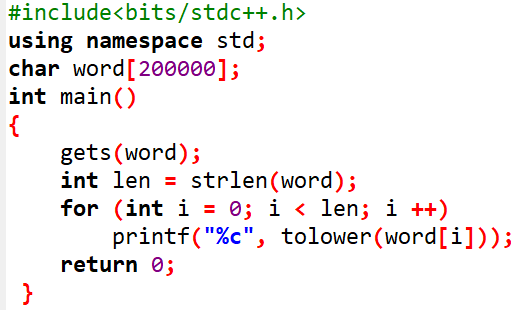 #include<bits/stdc++.h>
using namespace std;
char word[200000];
int main()
{
    gets(word);
    int len = strlen(word);
    for (int i = 0; i < len; i ++)
        printf("%c", tolower(word[i]));
    return 0;
}